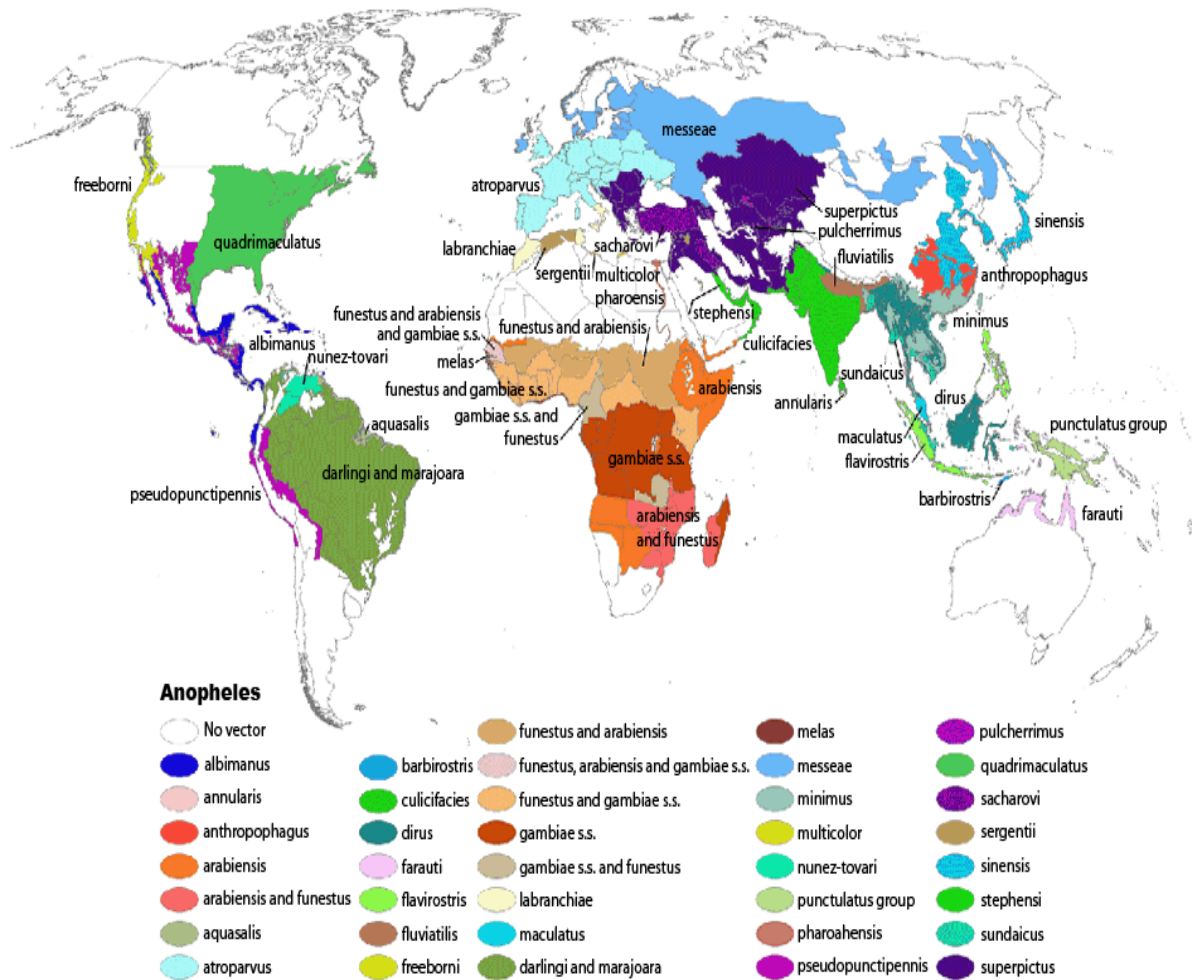 messeae
freeborni
atroparvus
superpictus
pulcherrimus
sinensis
quadrimaculatus
labranchiae
sacharovi
fluviatilis
sergentii
multicolor
anthropophagus
pharoensis
stephensi
funestus and arabiensis
and gambiae s.s.
funestus and arabiensis
minimus
albimanus
culicifacies
nunez-tovari
melas
sundaicus
funestus and gambiae s.s.
arabiensis
annularis
dirus
aquasalis
gambiae s.s. and
funestus
punctulatus group
maculatus
darlingi and marajoara
gambiae s.s.
flavirostris
pseudopunctipennis
barbirostris
arabiensis
and funestus
farauti
Anopheles
No vector
albimanus
annularis
anthropophagus
arabiensis
arabiensis and funestus
aquasalis
atroparvus
barbirostris
culicifacies
dirus
farauti
flavirostris
fluviatilis
freeborni
funestus and arabiensis
funestus, arabiensis and gambiae s.s.
funestus and gambiae s.s.
gambiae s.s.
gambiae s.s. and funestus
labranchiae
maculatus
darlingi and marajoara
melas
messeae
minimus
multicolor
nunez-tovari
punctulatus group
pharoahensis
pseudopunctipennis
pulcherrimus
quadrimaculatus
sacharovi
sergentii
sinensis
stephensi
sundaicus
superpictus